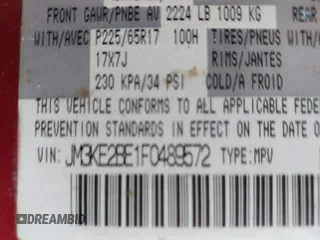 FRONT GAWR/PNBE AV 2224 LB 1009 KG REAR
WITH/AVEC P225/65R17 100H TIRES/PNEUS WITH
17X7J RIMS/JANTES
230 KPA/34 PSI COLD/A FROID
THIS VEHICLE CONFORMS TO ALL APPLICABLE FEDE
PREVENTION STANDARDS IN EFFECT ON THE DATE O
VIN: JM3KE2BE1F0489572 TYPE: MPV
DREAMBID